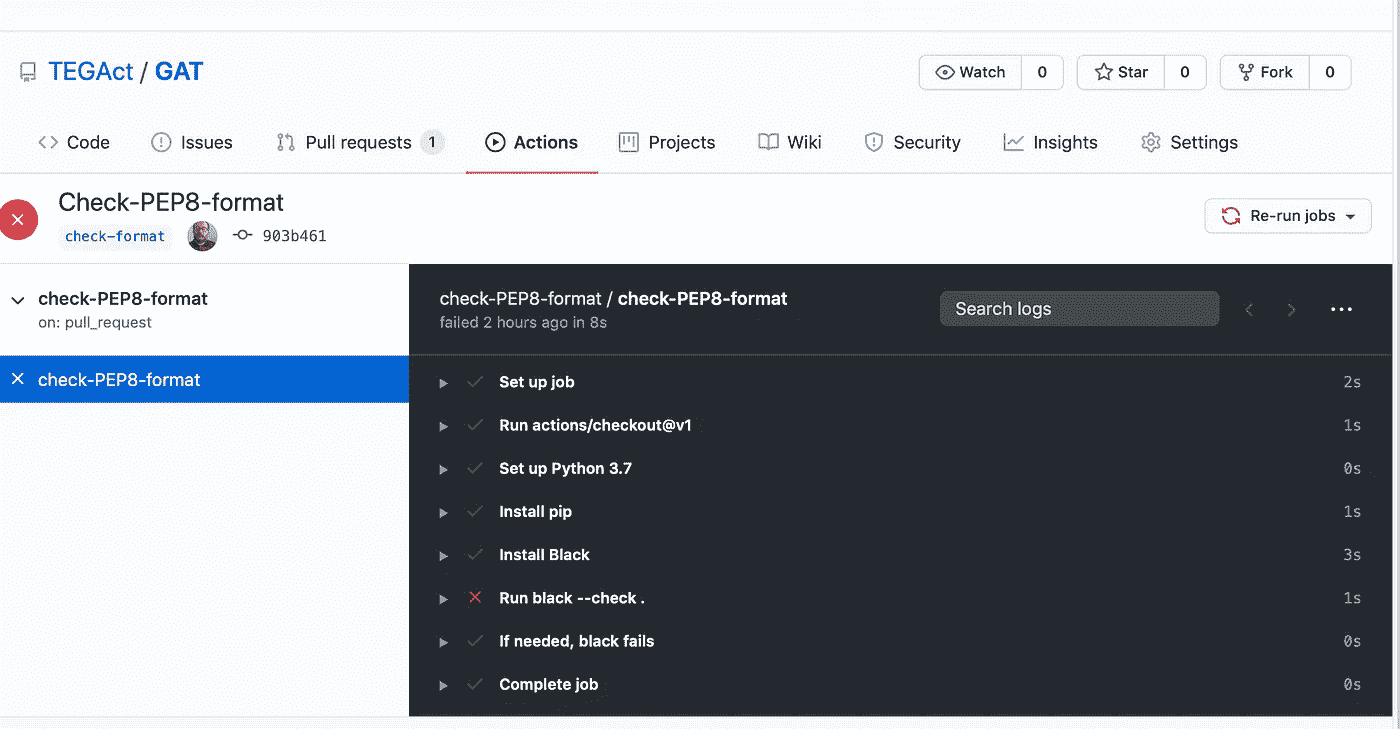 TEGAct / GAT
Watch 0 Star 0 Fork 0
Code Issues Pull requests 1 Actions Projects Wiki Security Insights Settings
Check-PEP8-format
check-format 903b461
Re-run jobs
check-PEP8-format
on: pull_request
check-PEP8-format
check-PEP8-format / check-PEP8-format
failed 2 hours ago in 8s
Search logs
Set up job 2s
Run actions/checkout@v1 1s
Set up Python 3.7 0s
Install pip 1s
Install Black 3s
Run black --check . 1s
If needed, black fails 0s
Complete job 0s